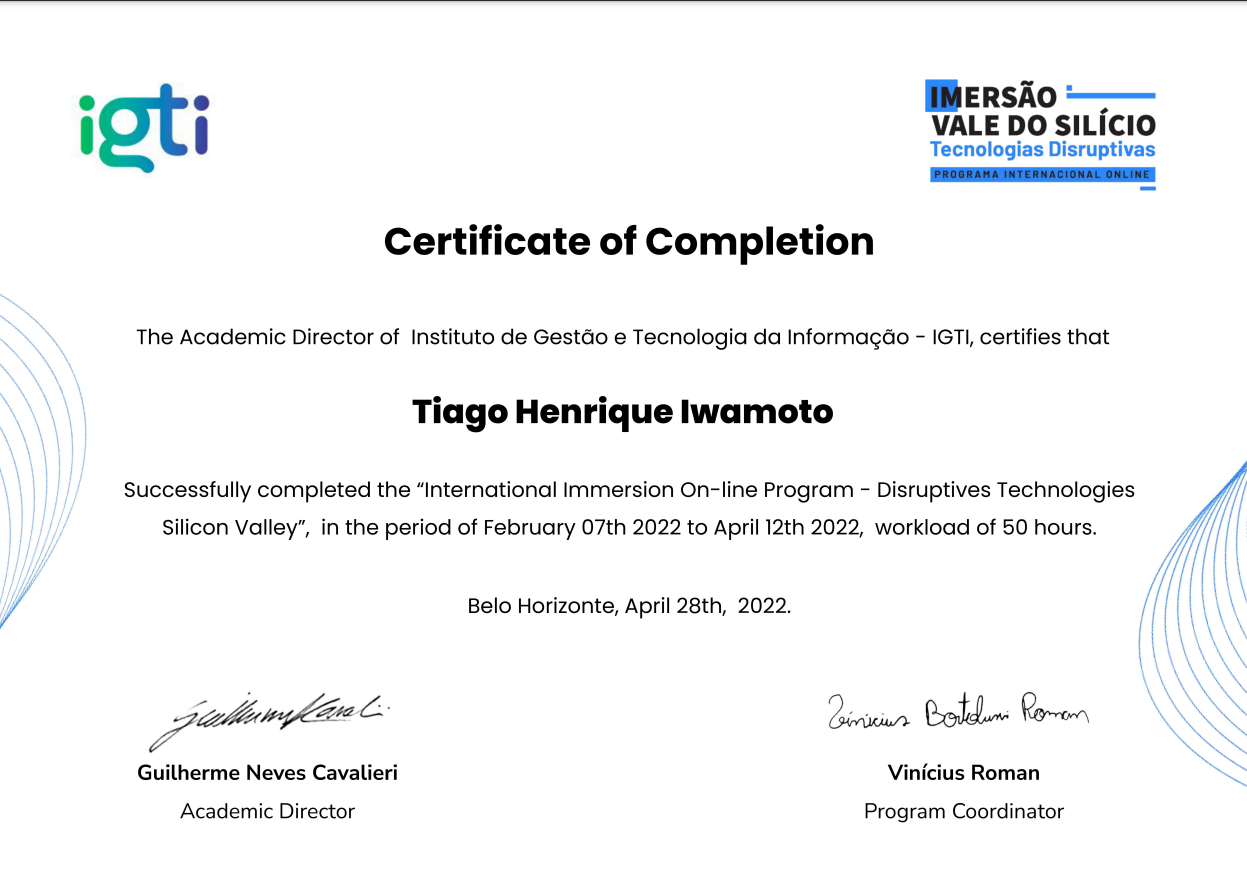 igti
IMERSÃO
VALE DO SILÍCIO
Tecnologias Disruptivas
PROGRAMA INTERNACIONAL ONLINE
Certificate of Completion
The Academic Director of Instituto de Gestão e Tecnologia da Informação - IGTI, certifies that
Tiago Henrique Iwamoto
Successfully completed the “International Immersion On-line Program - Disruptives Technologies
Silicon Valley”, in the period of February 07th 2022 to April 12th 2022, workload of 50 hours.
Belo Horizonte, April 28th, 2022.
Vinicius Bortoluni Roman
Guilherme Neves Cavalieri
Vinícius Roman
Academic Director
Program Coordinator